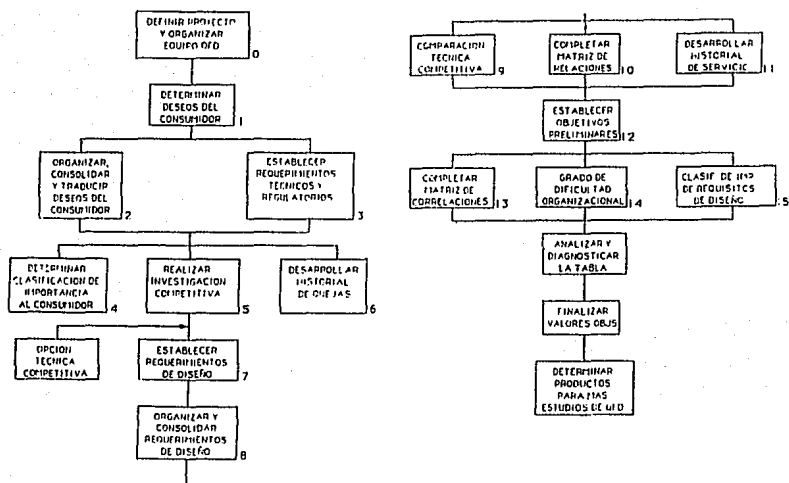 DEFINIR PROYECTO
Y ORGANIZAR
EQUIPO QFD
0
DETERMINAR
DESEOS DEL
CONSUMIDOR
1
ORGANIZAR,
CONSOLIDAR
Y TRADUCIR
DESEOS DEL
CONSUMIDOR
2
ESTABLECER
REQUERIMIENTOS
TECNICOS Y
REGULATORIOS
3
DETERMINAR
CLASIFICACION DE
IMPORTANCIA
AL CONSUMIDOR
4
REALIZAR
INVESTIGACION
COMPETITIVA
5
DESARROLLAR
HISTORIAL
DE QUEJAS
6
OPCION
TECNICA
COMPETITIVA
ESTABLECER
REQUERIMIENTOS
DE DISEÑO
7
ORGANIZAR Y
CONSOLIDAR
REQUERIMIENTOS
DE DISEÑO
8
COMPARACION
TECNICA
COMPETITIVA
9
COMPLETAR
MATRIZ DE
RELACIONES
10
DESARROLLAR
HISTORIAL
DE SERVICIO
11
ESTABLECER
OBJETIVOS
PRELIMINARES
12
COMPLETAR
MATRIZ DE
CORRELACIONES
13
GRADO DE
DIFICULTAD
ORGANIZACIONAL
14
CLASIF DE IMP
DE REQUISITOS
DE DISEÑO
15
ANALIZAR Y
DIAGNOSTICAR
LA TABLA
FINALIZAR
VALORES OBJS
DETERMINAR
PRODUCTOS
PARA MAS
ESTUDIOS DE QFD